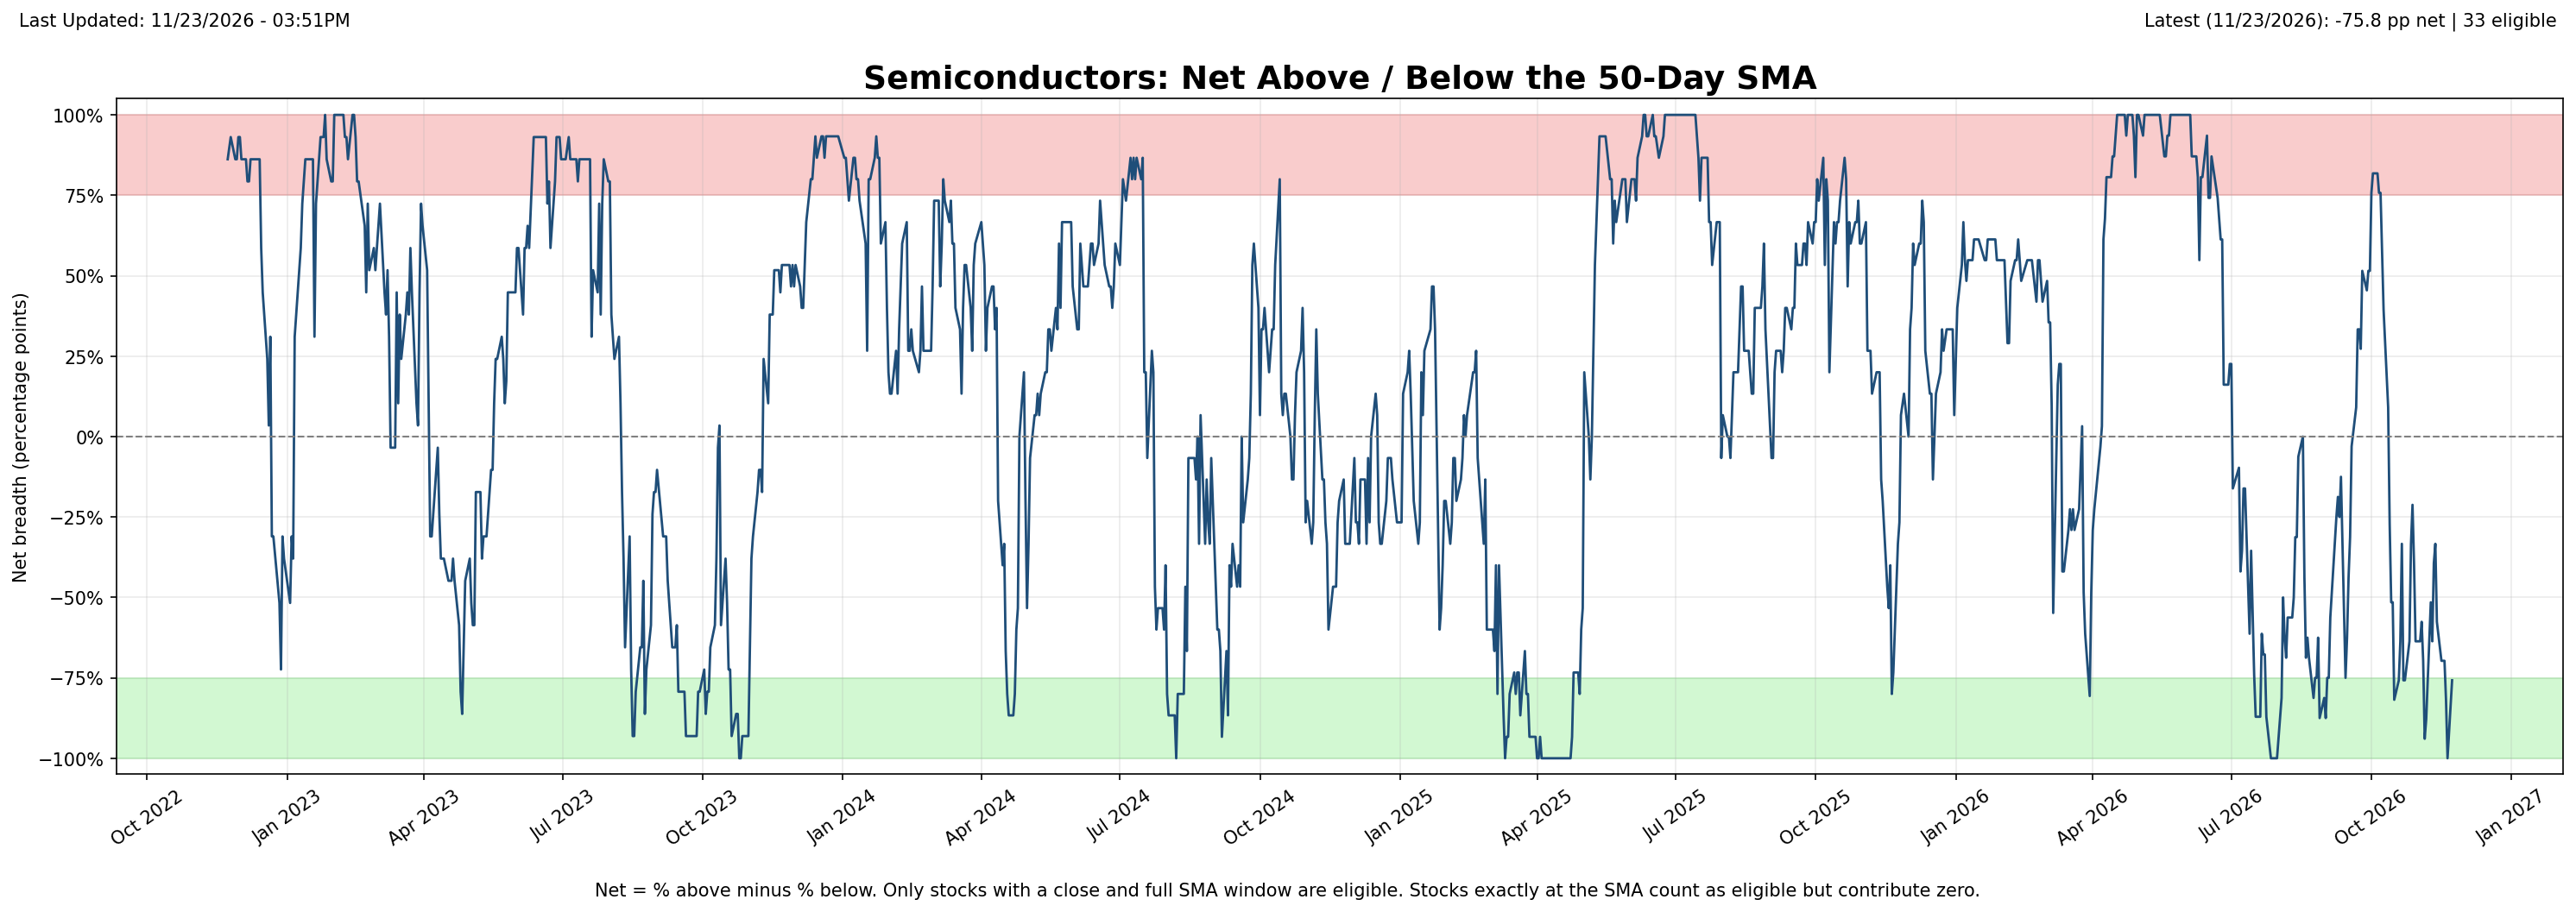 Last Updated: 11/23/2026 - 03:51PM
Latest (11/23/2026): -75.8 pp net | 33 eligible
Semiconductors: Net Above / Below the 50-Day SMA
Net breadth (percentage points)
100%
75%
50%
25%
0%
−25%
−50%
−75%
−100%
Oct 2022
Jan 2023
Apr 2023
Jul 2023
Oct 2023
Jan 2024
Apr 2024
Jul 2024
Oct 2024
Jan 2025
Apr 2025
Jul 2025
Oct 2025
Jan 2026
Apr 2026
Jul 2026
Oct 2026
Jan 2027
Net = % above minus % below. Only stocks with a close and full SMA window are eligible. Stocks exactly at the SMA count as eligible but contribute zero.